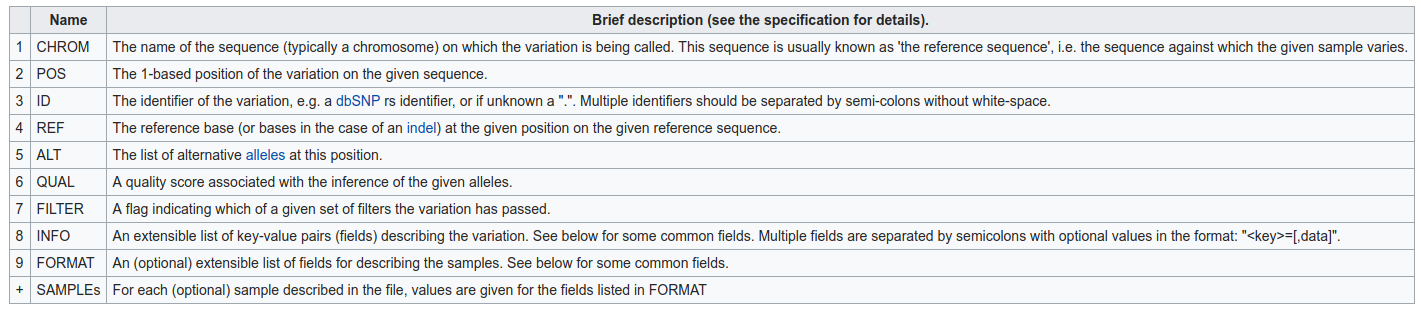 Name Brief description (see the specification for details).
1 CHROM The name of the sequence (typically a chromosome) on which the variation is being called. This sequence is usually known as 'the reference sequence', i.e. the sequence against which the given sample varies.
2 POS The 1-based position of the variation on the given sequence.
3 ID The identifier of the variation, e.g. a dbSNP rs identifier, or if unknown a ".". Multiple identifiers should be separated by semi-colons without white-space.
4 REF The reference base (or bases in the case of an indel) at the given position on the given reference sequence.
5 ALT The list of alternative alleles at this position.
6 QUAL A quality score associated with the inference of the given alleles.
7 FILTER A flag indicating which of a given set of filters the variation has passed.
8 INFO An extensible list of key-value pairs (fields) describing the variation. See below for some common fields. Multiple fields are separated by semicolons with optional values in the format: "<key>=[,data]".
9 FORMAT An (optional) extensible list of fields for describing the samples. See below for some common fields.
+ SAMPLEs For each (optional) sample described in the file, values are given for the fields listed in FORMAT